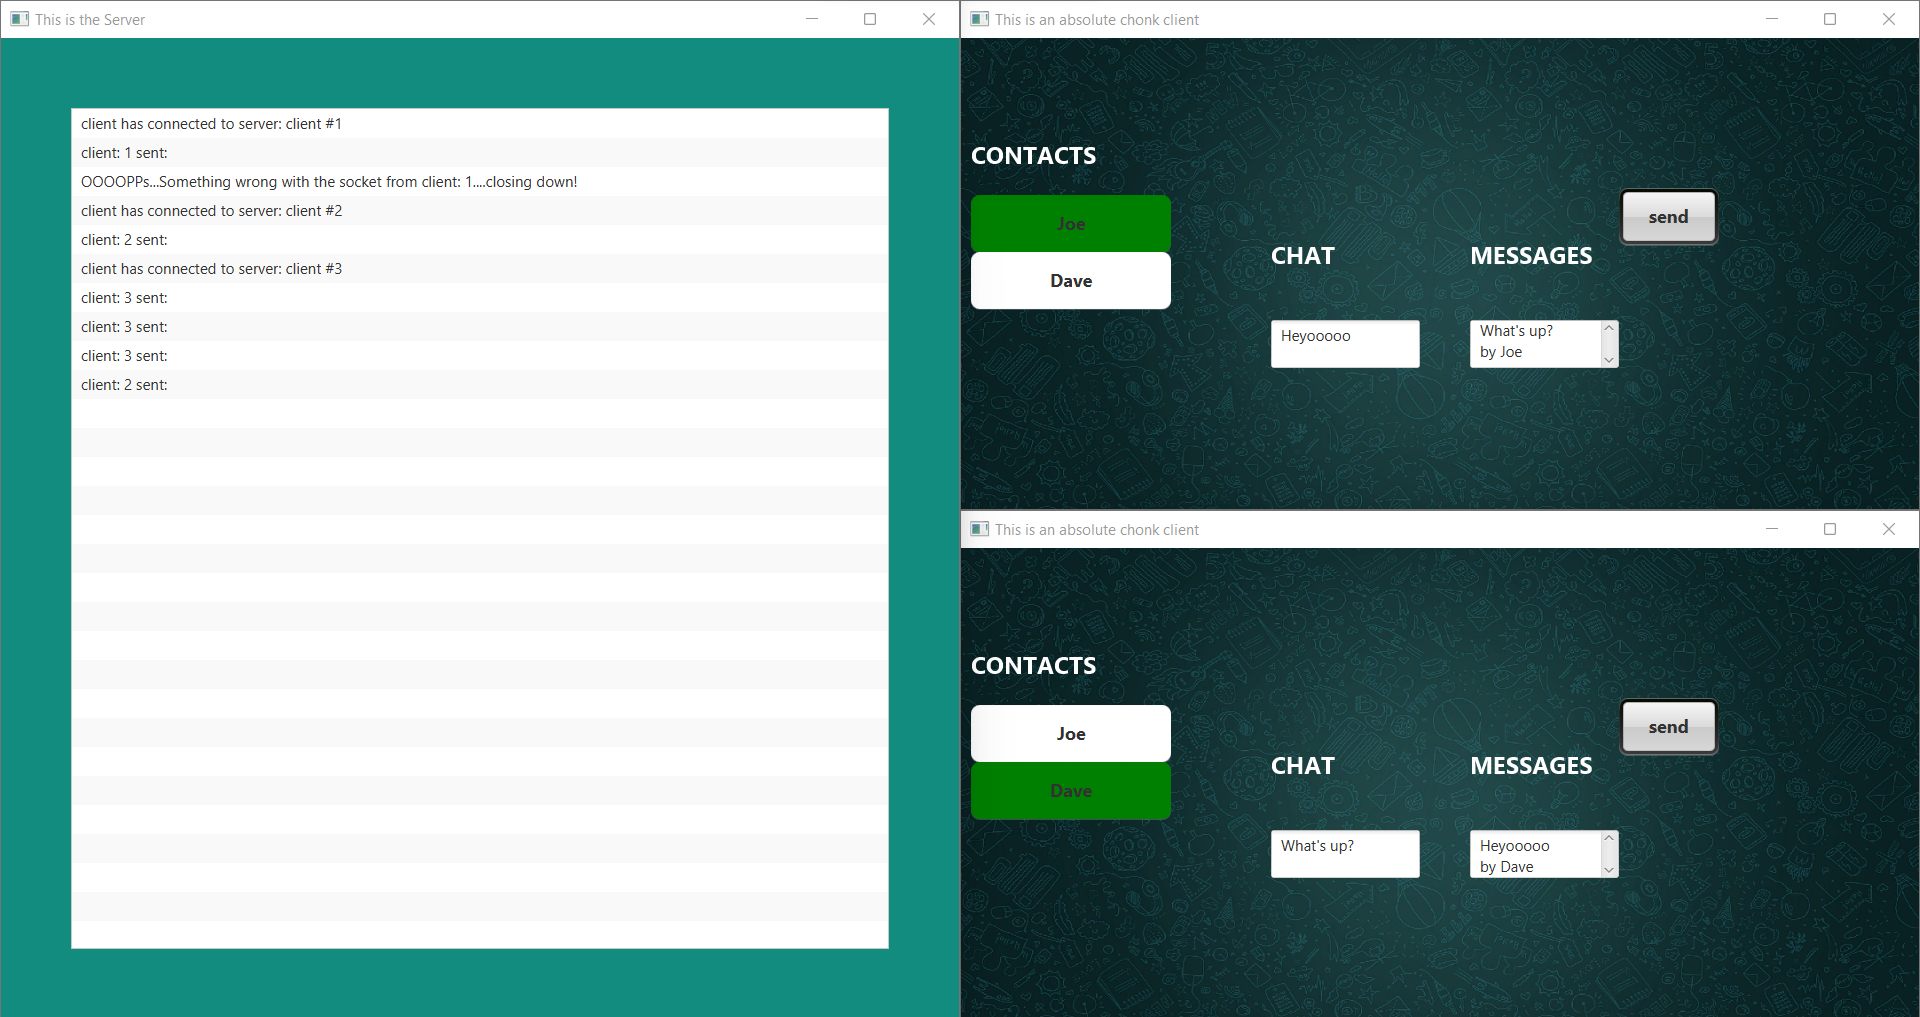 This is the Server
client has connected to server: client #1
client: 1 sent:
OOOOPPs...Something wrong with the socket from client: 1....closing down!
client has connected to server: client #2
client: 2 sent:
client has connected to server: client #3
client: 3 sent:
client: 3 sent:
client: 3 sent:
client: 2 sent:
This is an absolute chonk client
CONTACTS
Joe
Dave
CHAT
Heyooooo
MESSAGES
What's up?
by Joe
send
This is an absolute chonk client
CONTACTS
Joe
Dave
CHAT
What's up?
MESSAGES
Heyooooo
by Dave
send